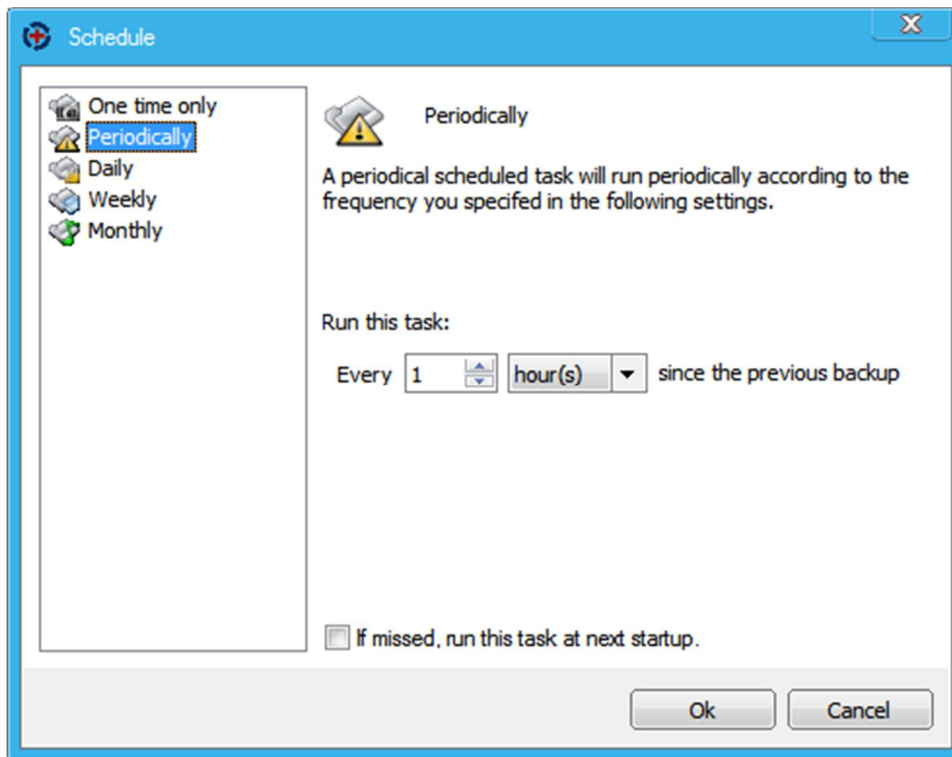 Schedule
One time only
Periodically
Daily
Weekly
Monthly
Periodically
A periodical scheduled task will run periodically according to the
frequency you specifed in the following settings.
Run this task:
Every 1 hour(s) since the previous backup
If missed, run this task at next startup.
Ok Cancel